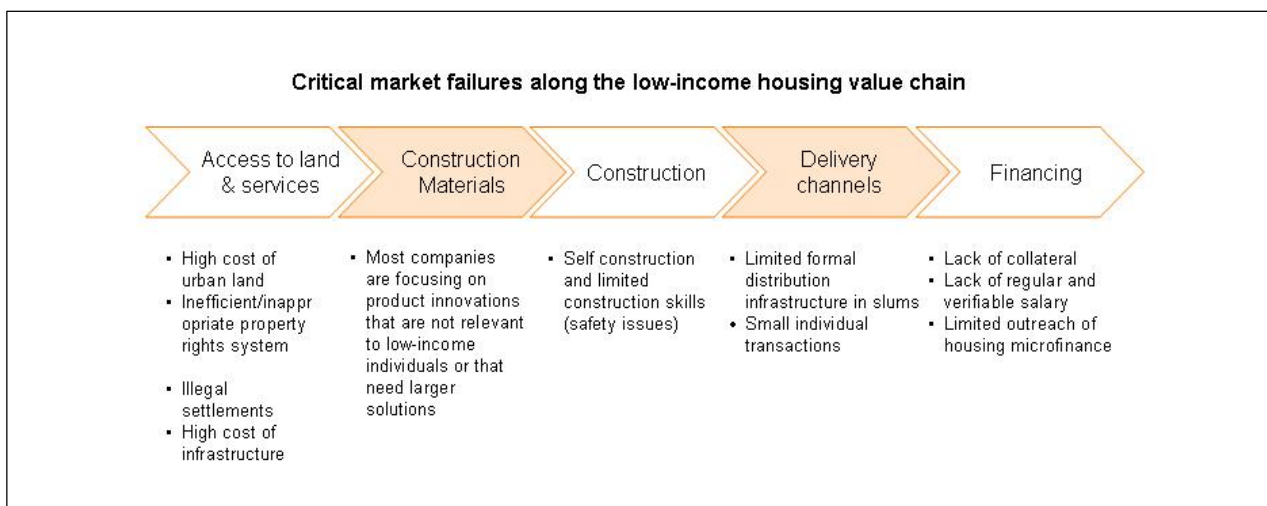 Critical market failures along the low-income housing value chain
Access to land
& services
Construction
Materials
Construction
Delivery
channels
Financing
▪ High cost of
urban land
▪ Inefficient/inappr
opriate property
rights system
▪ Illegal
settlements
▪ High cost of
infrastructure
▪ Most companies
are focusing on
product innovations
that are not relevant
to low-income
individuals or that
need larger
solutions
▪ Self construction
and limited
construction skills
(safety issues)
▪ Limited formal
distribution
infrastructure in slums
• Small individual
transactions
▪ Lack of collateral
▪ Lack of regular and
verifiable salary
▪ Limited outreach of
housing microfinance